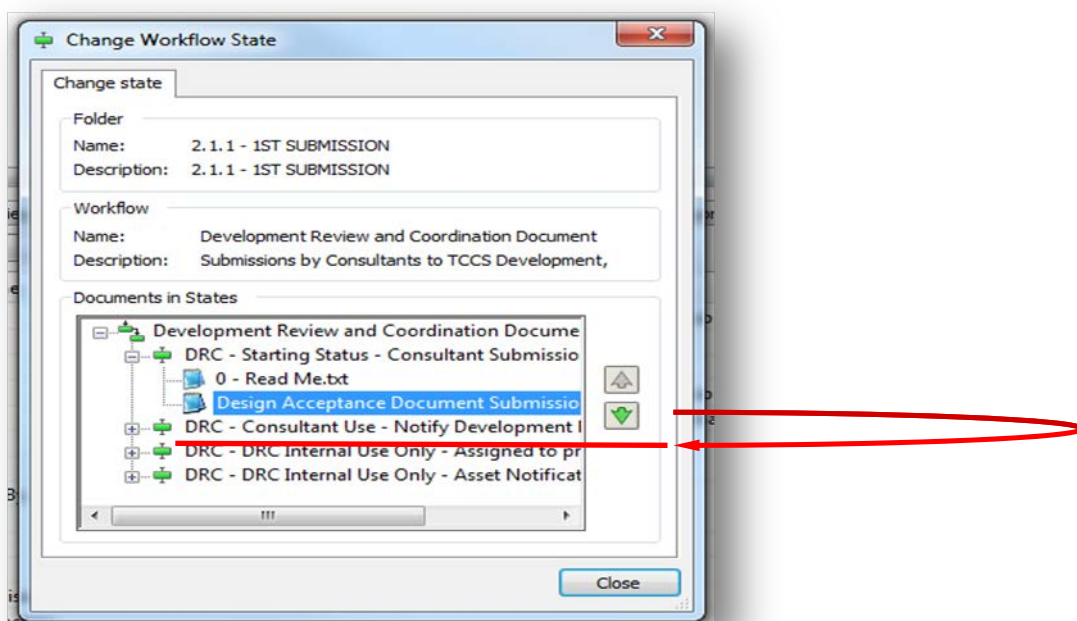 Change Workflow State
Change state
Folder
Name: 2.1.1 - 1ST SUBMISSION
Description: 2.1.1 - 1ST SUBMISSION
Workflow
Name: Development Review and Coordination Document
Description: Submissions by Consultants to TCCS Development,
Documents in States
Development Review and Coordination Docume
DRC - Starting Status - Consultant Submissio
0 - Read Me.txt
Design Acceptance Document Submissio
DRC - Consultant Use - Notify Development
DRC - DRC Internal Use Only - Assigned to pr
DRC - DRC Internal Use Only - Asset Notificat
Close